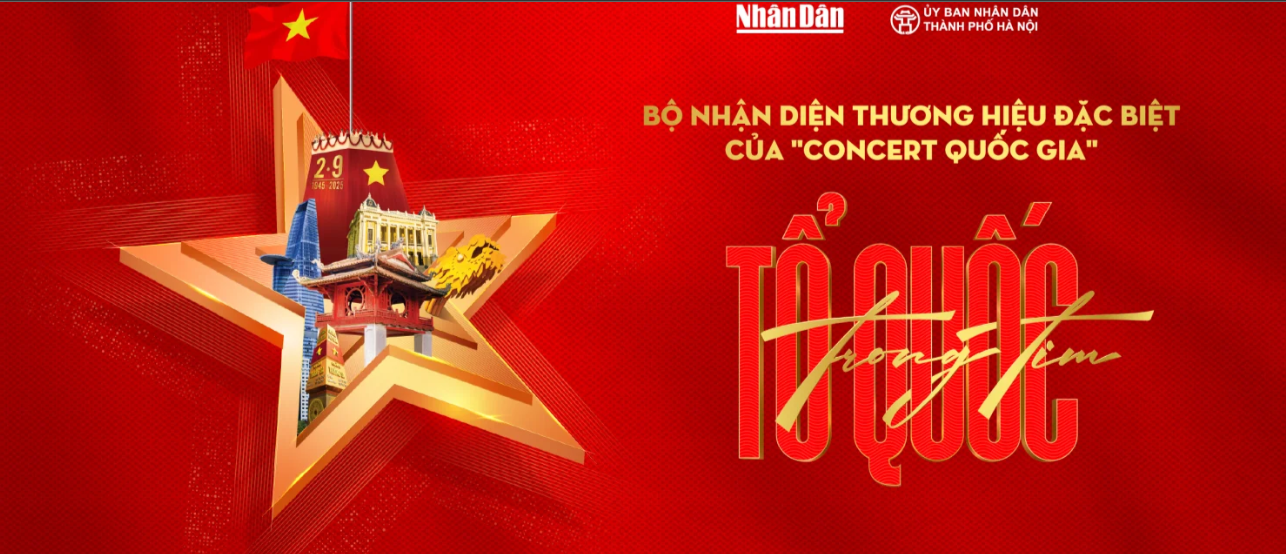 Nhân Dân
ỦY BAN NHÂN DÂN
THÀNH PHỐ HÀ NỘI
BỘ NHẬN DIỆN THƯƠNG HIỆU ĐẶC BIỆT
CỦA "CONCERT QUỐC GIA"
TỔ QUỐC
trong tim
2·9
1945-2025